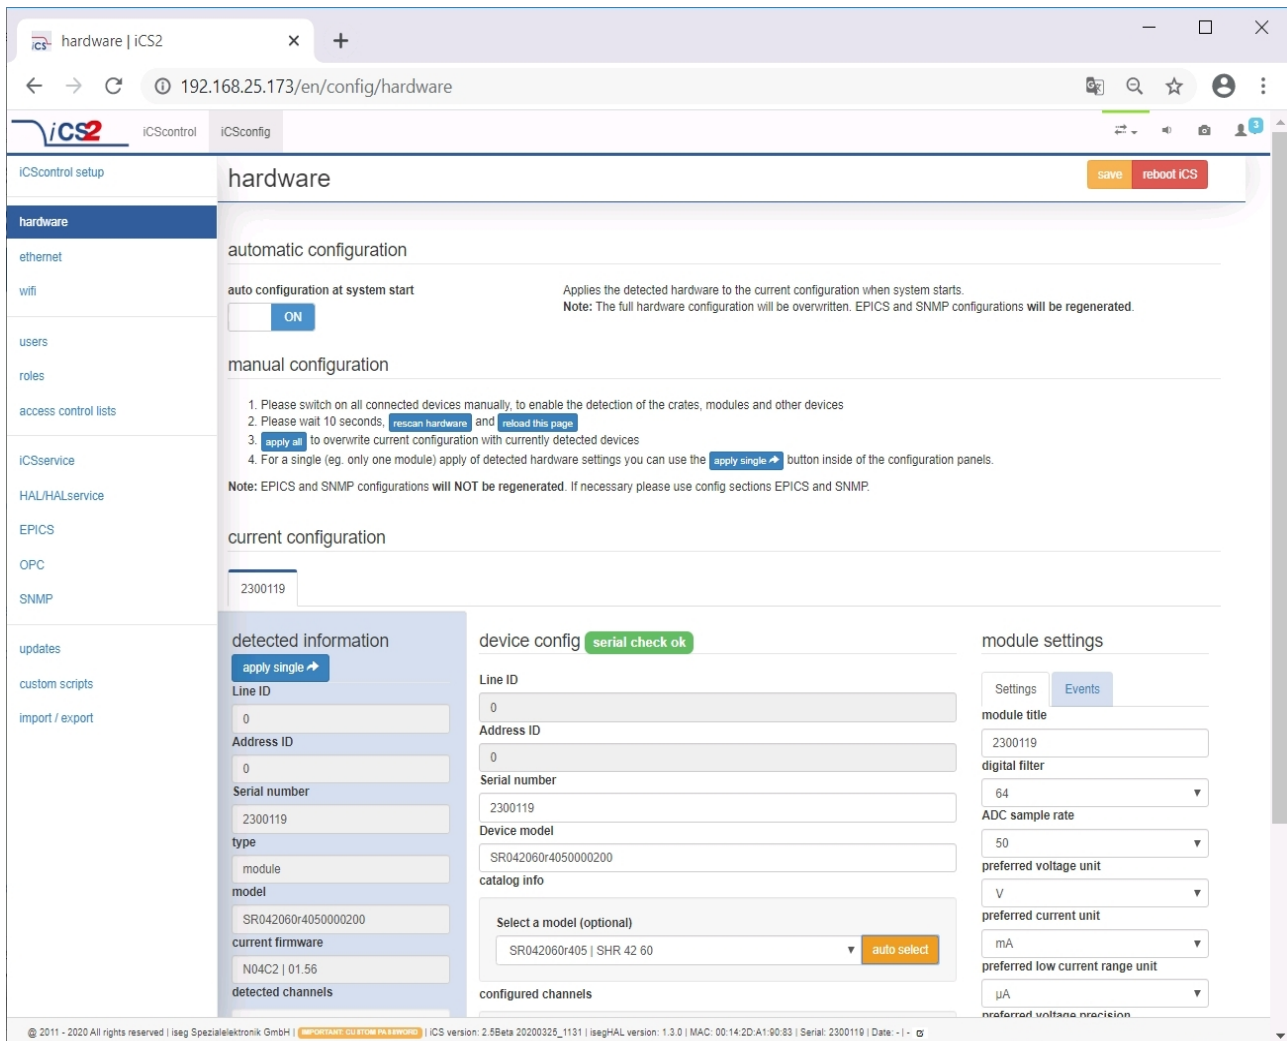 hardware | iCS2
192.168.25.173/en/config/hardware
iCS2 iCScontrol iCSconfig 3
iCScontrol setup
hardware
ethernet
wifi
users
roles
access control lists
iCSservice
HAL/HALservice
EPICS
OPC
SNMP
updates
custom scripts
import / export
hardware save reboot iCS
automatic configuration
auto configuration at system start
ON
Applies the detected hardware to the current configuration when system starts.
Note: The full hardware configuration will be overwritten. EPICS and SNMP configurations will be regenerated.
manual configuration
1. Please switch on all connected devices manually, to enable the detection of the crates, modules and other devices
2. Please wait 10 seconds, rescan hardware and reload this page
3. apply all to overwrite current configuration with currently detected devices
4. For a single (eg. only one module) apply of detected hardware settings you can use the apply single button inside of the configuration panels.
Note: EPICS and SNMP configurations will NOT be regenerated. If necessary please use config sections EPICS and SNMP.
current configuration
2300119
detected information
apply single
Line ID
0
Address ID
0
Serial number
2300119
type
module
model
SR042060r4050000200
current firmware
N04C2 | 01.56
detected channels
device config serial check ok
Line ID
0
Address ID
0
Serial number
2300119
Device model
SR042060r4050000200
catalog info
Select a model (optional)
SR042060r405 | SHR 42 60 auto select
configured channels
module settings
Settings Events
module title
2300119
digital filter
64
ADC sample rate
50
preferred voltage unit
V
preferred current unit
mA
preferred low current range unit
µA
preferred voltage precision
@ 2011 - 2020 All rights reserved | iseg Spezialelektronik GmbH | IMPORTANT: CUSTOM PASSWORD | iCS version: 2.5Beta 20200325_1131 | isegHAL version: 1.3.0 | MAC: 00:14:2D:A1:90:83 | Serial: 2300119 | Date: - | -